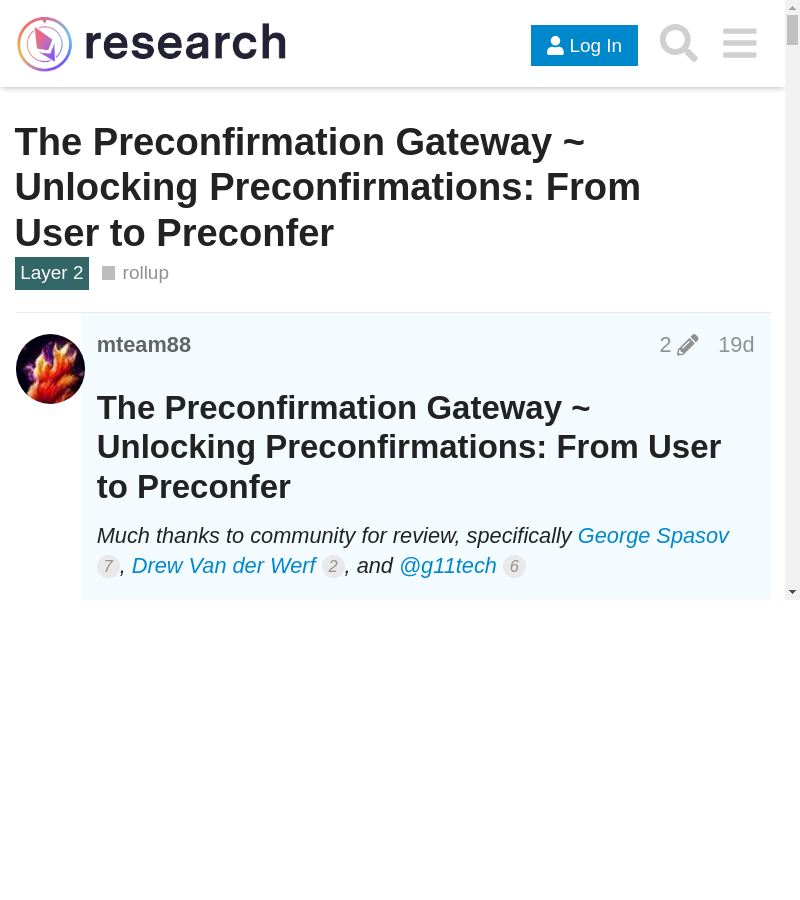 research
Log In
The Preconfirmation Gateway ~
Unlocking Preconfirmations: From
User to Preconfer
Layer 2 rollup
mteam88 2 19d
The Preconfirmation Gateway ~
Unlocking Preconfirmations: From User
to Preconfer
Much thanks to community for review, specifically George Spasov
7, Drew Van der Werf 2, and @g11tech 6